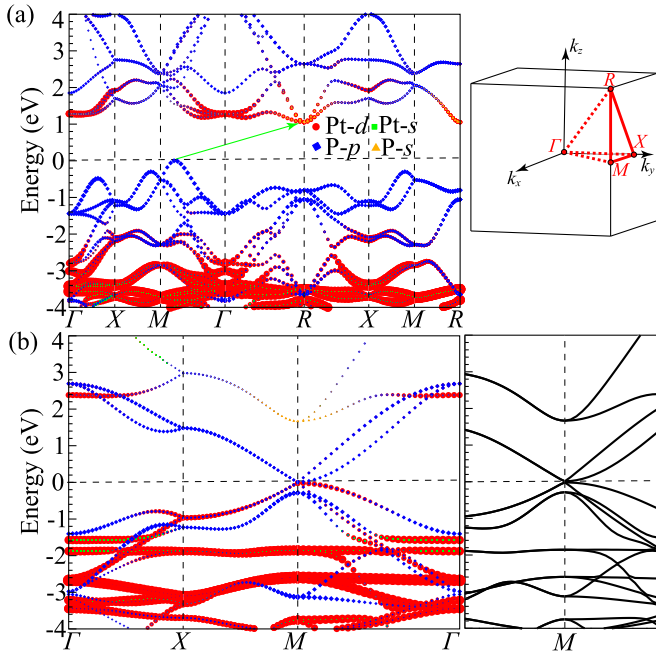 (a)
Energy (eV)
4
3
2
1
0
-1
-2
-3
-4
Pt-d Pt-s
P-p P-s
Γ X M Γ R X M R
k_z
R
Γ
X
M
k_y
k_x
(b)
Energy (eV)
4
3
2
1
0
-1
-2
-3
-4
Γ X M Γ
M